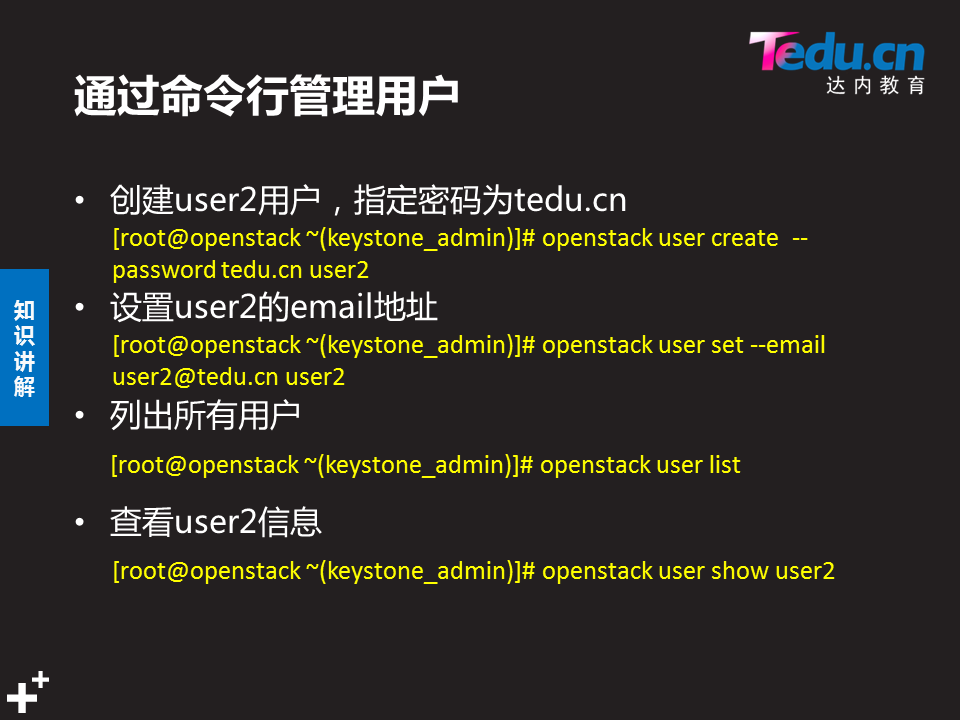 Tedu.cn
达内教育
通过命令行管理用户
• 创建user2用户，指定密码为tedu.cn
[root@openstack ~(keystone_admin)]# openstack user create  --
password tedu.cn user2
• 设置user2的email地址
[root@openstack ~(keystone_admin)]# openstack user set --email
user2@tedu.cn user2
• 列出所有用户
[root@openstack ~(keystone_admin)]# openstack user list
• 查看user2信息
[root@openstack ~(keystone_admin)]# openstack user show user2
知
识
讲
解